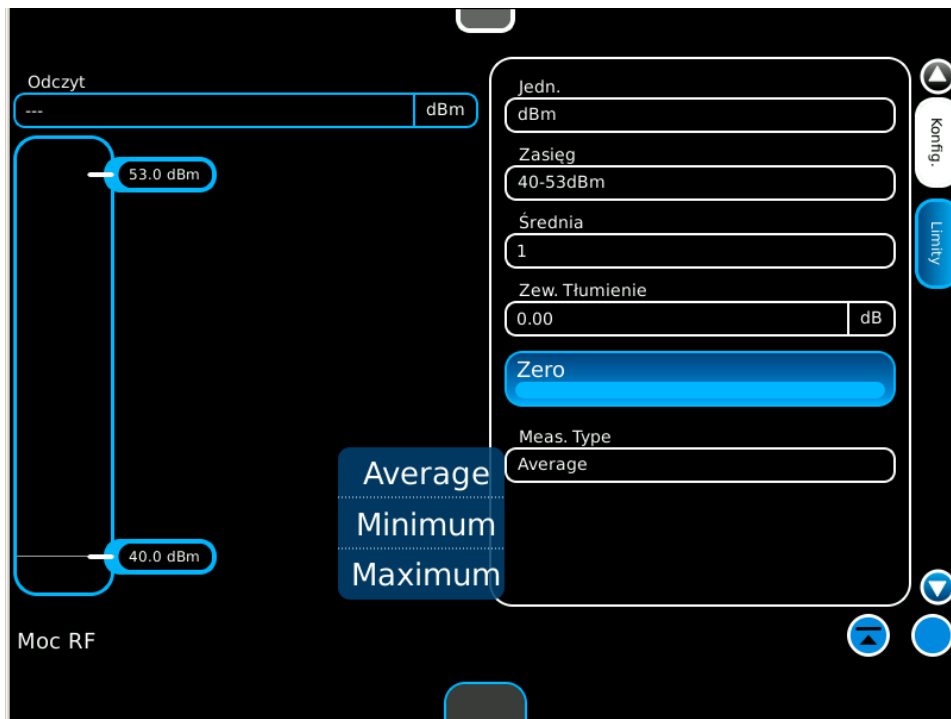 Odczyt
--- dBm
53.0 dBm
40.0 dBm
Moc RF
Jedn.
dBm
Zasięg
40-53dBm
Średnia
1
Zew. Tłumienie
0.00 dB
Zero
Meas. Type
Average
Average
Minimum
Maximum
Konfig.
Limity